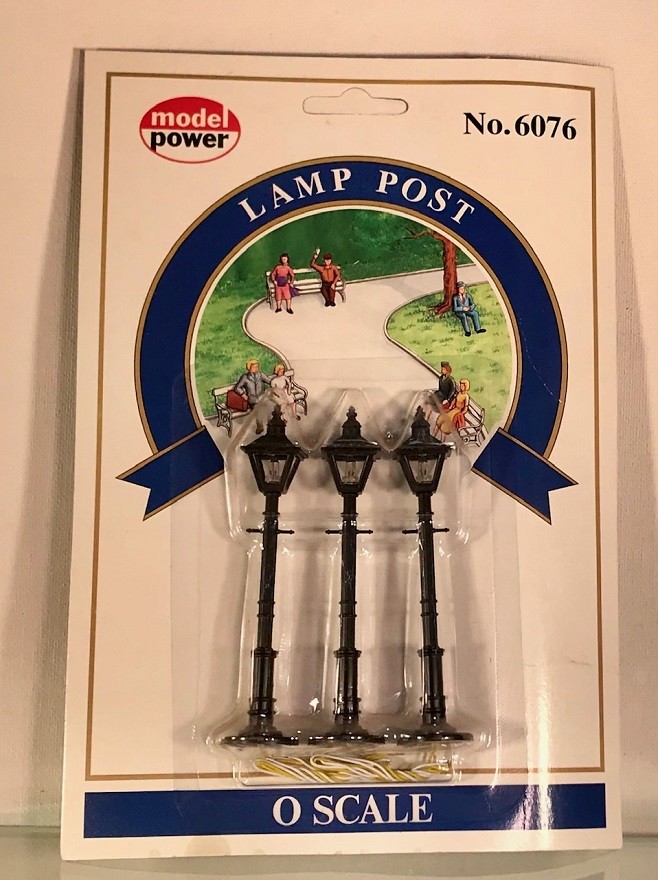 model
power
No. 6076
LAMP POST
O SCALE